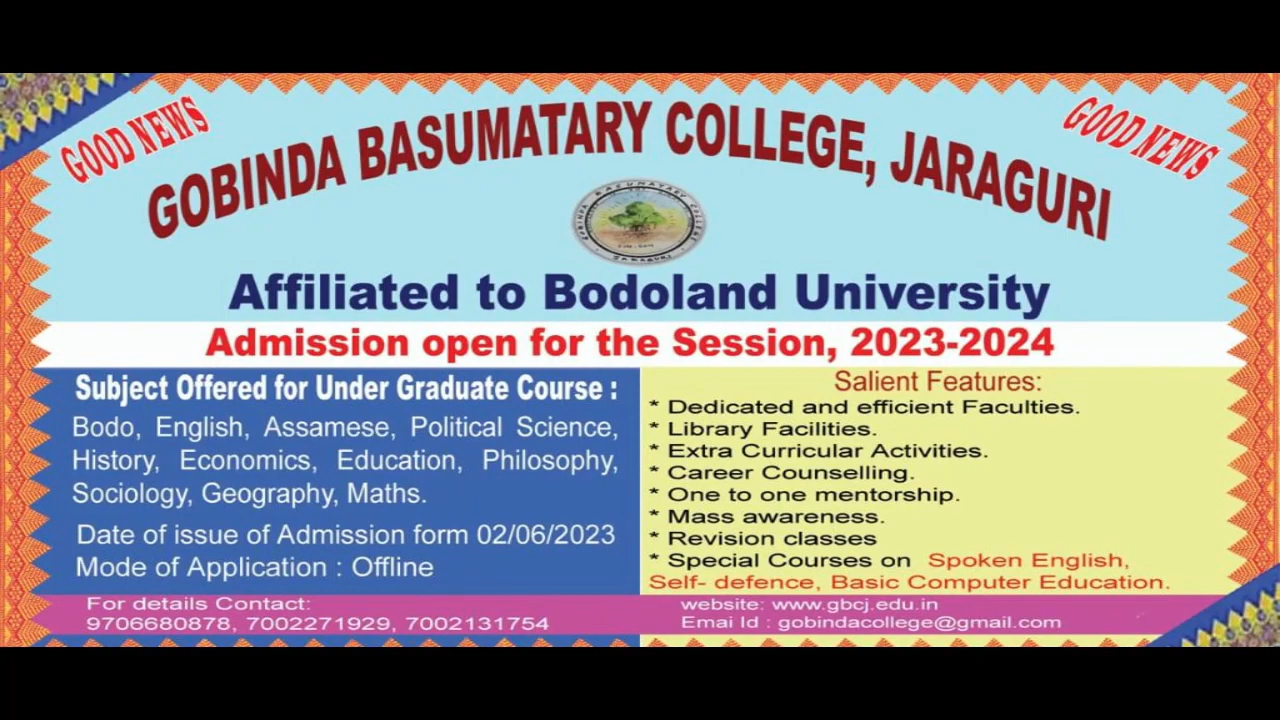 GOOD NEWS
GOOD NEWS
GOBINDA BASUMATARY COLLEGE, JARAGURI
GOBINDA BASUMATARY COLLEGE
JARAGURI
Affiliated to Bodoland University
Admission open for the Session, 2023-2024
Subject Offered for Under Graduate Course :
Bodo, English, Assamese, Political Science,
History, Economics, Education, Philosophy,
Sociology, Geography, Maths.
Date of issue of Admission form 02/06/2023
Mode of Application : Offline
Salient Features:
* Dedicated and efficient Faculties.
* Library Facilities.
* Extra Curricular Activities.
* Career Counselling.
* One to one mentorship.
* Mass awareness.
* Revision classes
* Special Courses on Spoken English,
Self- defence, Basic Computer Education.
For details Contact:
9706680878, 7002271929, 7002131754
website: www.gbcj.edu.in
Emai Id : gobindacollege@gmail.com